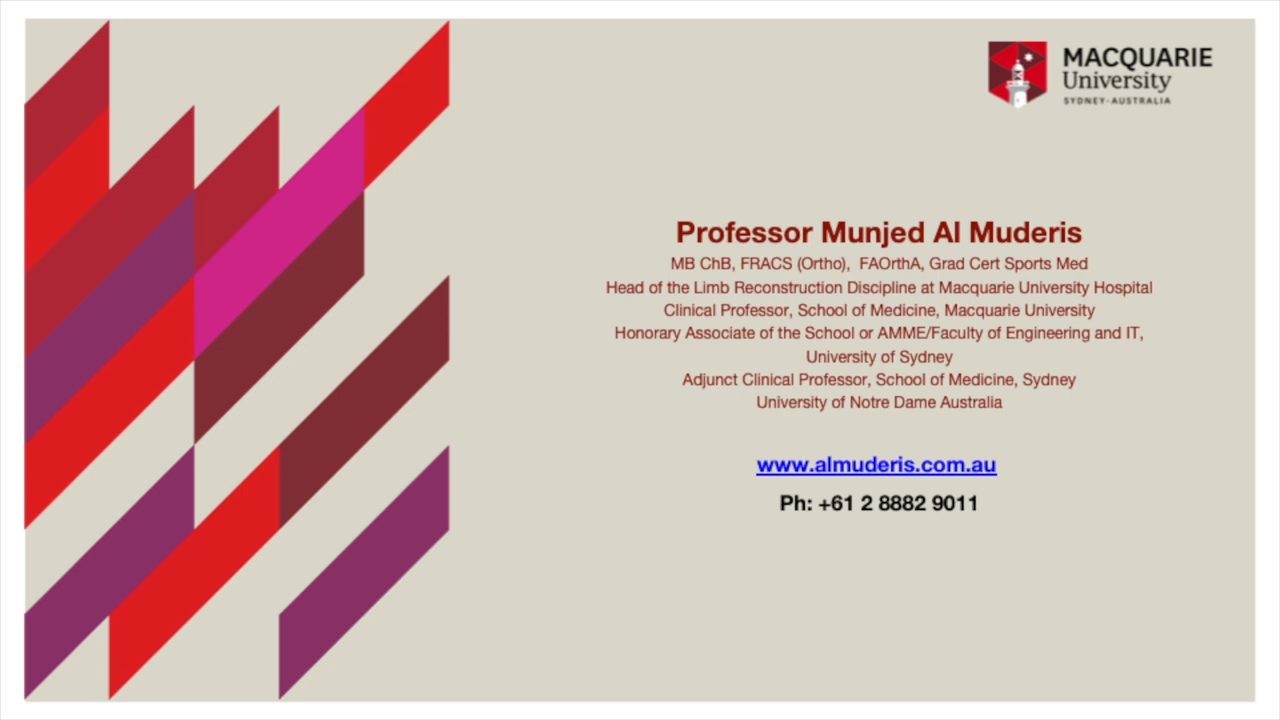 MACQUARIE
University
SYDNEY·AUSTRALIA
Professor Munjed Al Muderis
MB ChB, FRACS (Ortho), FAOrthA, Grad Cert Sports Med
Head of the Limb Reconstruction Discipline at Macquarie University Hospital
Clinical Professor, School of Medicine, Macquarie University
Honorary Associate of the School or AMME/Faculty of Engineering and IT,
University of Sydney
Adjunct Clinical Professor, School of Medicine, Sydney
University of Notre Dame Australia
www.almuderis.com.au
Ph: +61 2 8882 9011